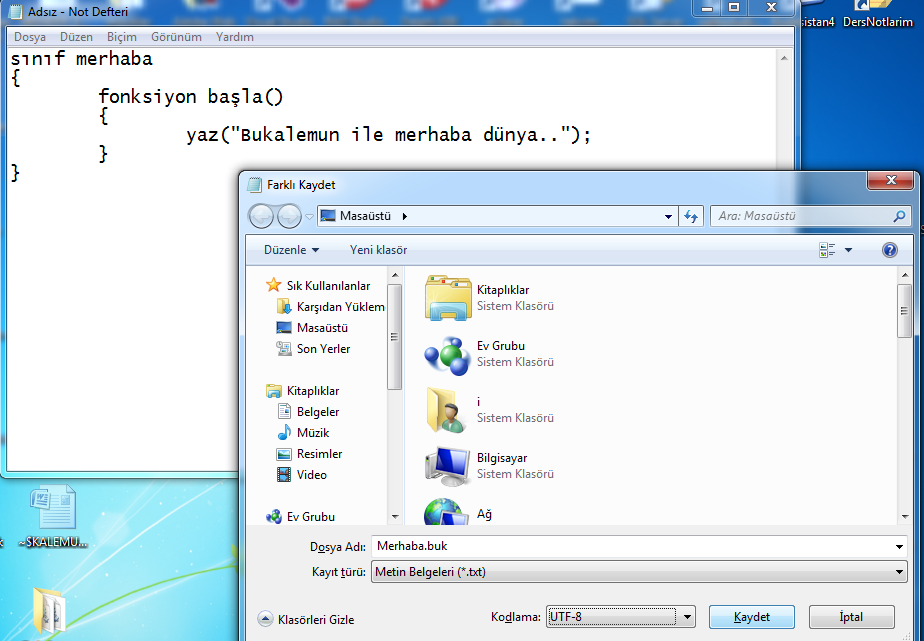 Adsız - Not Defteri
Dosya Düzen Biçim Görünüm Yardım
sınıf merhaba
{
fonksiyon başla()
{
yaz("Bukalemun ile merhaba dünya..");
}
}
sistan4 DersNotlarim
Farklı Kaydet
Masaüstü
Ara: Masaüstü
Düzenle Yeni klasör
Sık Kullanılanlar
Karşıdan Yüklem
Masaüstü
Son Yerler
Kitaplıklar
Belgeler
Müzik
Resimler
Video
Ev Grubu
Kitaplıklar
Sistem Klasörü
Ev Grubu
Sistem Klasörü
i
Sistem Klasörü
Bilgisayar
Sistem Klasörü
Ağ
Dosya Adı: Merhaba.buk
Kayıt türü: Metin Belgeleri (*.txt)
Klasörleri Gizle
Kodlama: UTF-8
Kaydet İptal
~SKALEMU...